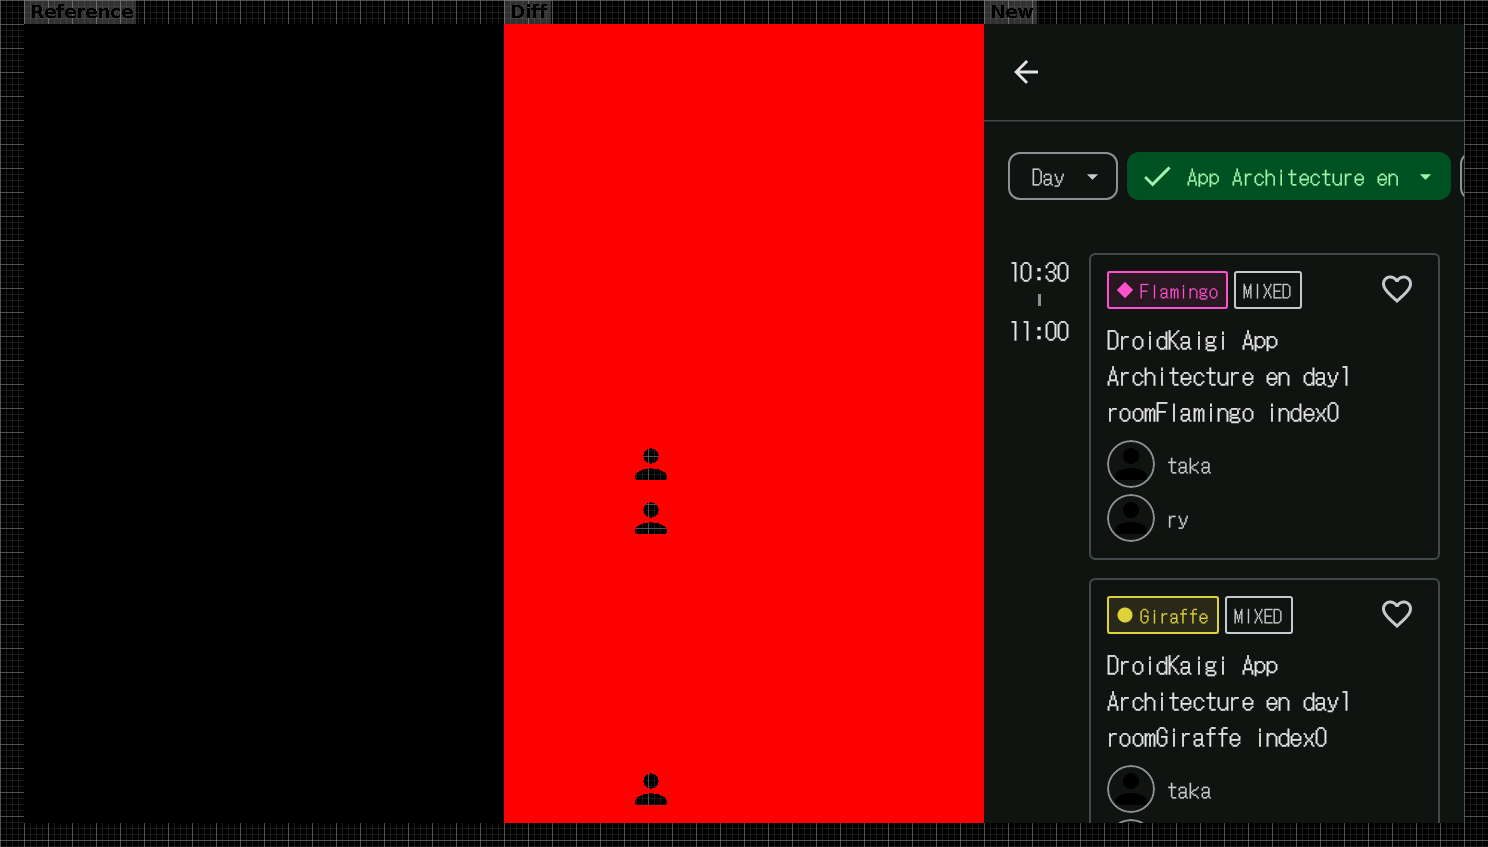 Reference
Diff
New
Day
App Architecture en
10:30
11:00
Flamingo
MIXED
DroidKaigi App
Architecture en day1
roomFlamingo index0
taka
ry
Giraffe
MIXED
DroidKaigi App
Architecture en day1
roomGiraffe index0
taka